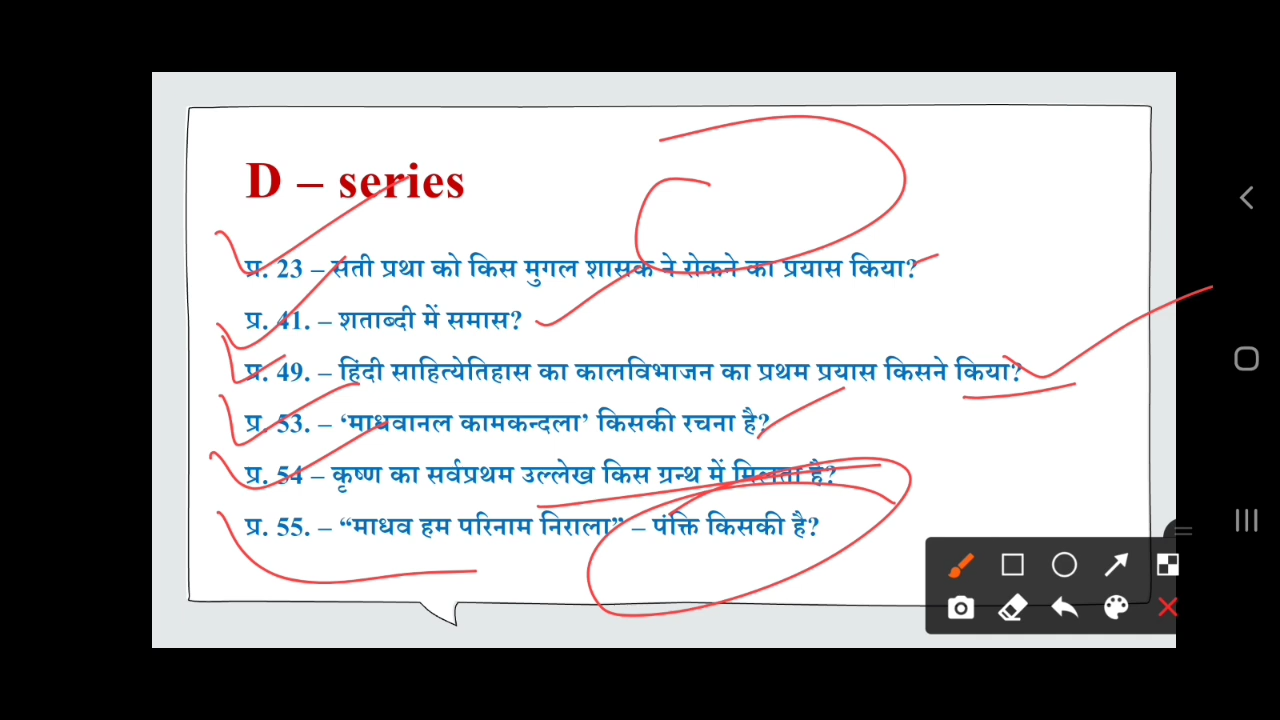 D – series
प्र. 23 – सती प्रथा को किस मुगल शासक ने रोकने का प्रयास किया?
प्र. 41. – शताब्दी में समास?
प्र. 49. – हिंदी साहित्येतिहास का कालविभाजन का प्रथम प्रयास किसने किया?
प्र. 53. – ‘माधवानल कामकन्दला’ किसकी रचना है?
प्र. 54 – कृष्ण का सर्वप्रथम उल्लेख किस ग्रन्थ में मिलता है?
प्र. 55. – “माधव हम परिनाम निराला” – पंक्ति किसकी है?